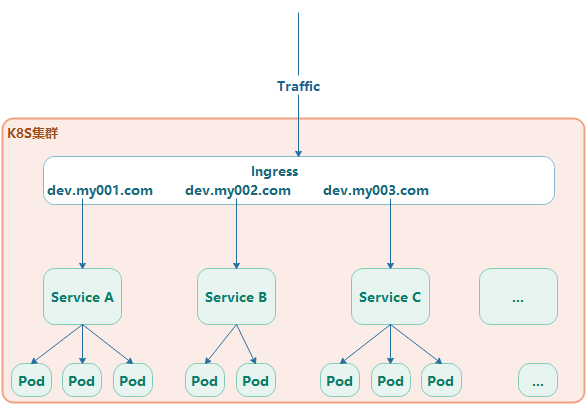 Traffic
K8S集群
Ingress
dev.my001.com dev.my002.com dev.my003.com
Service A Service B Service C ...
Pod Pod Pod Pod Pod Pod Pod Pod ...